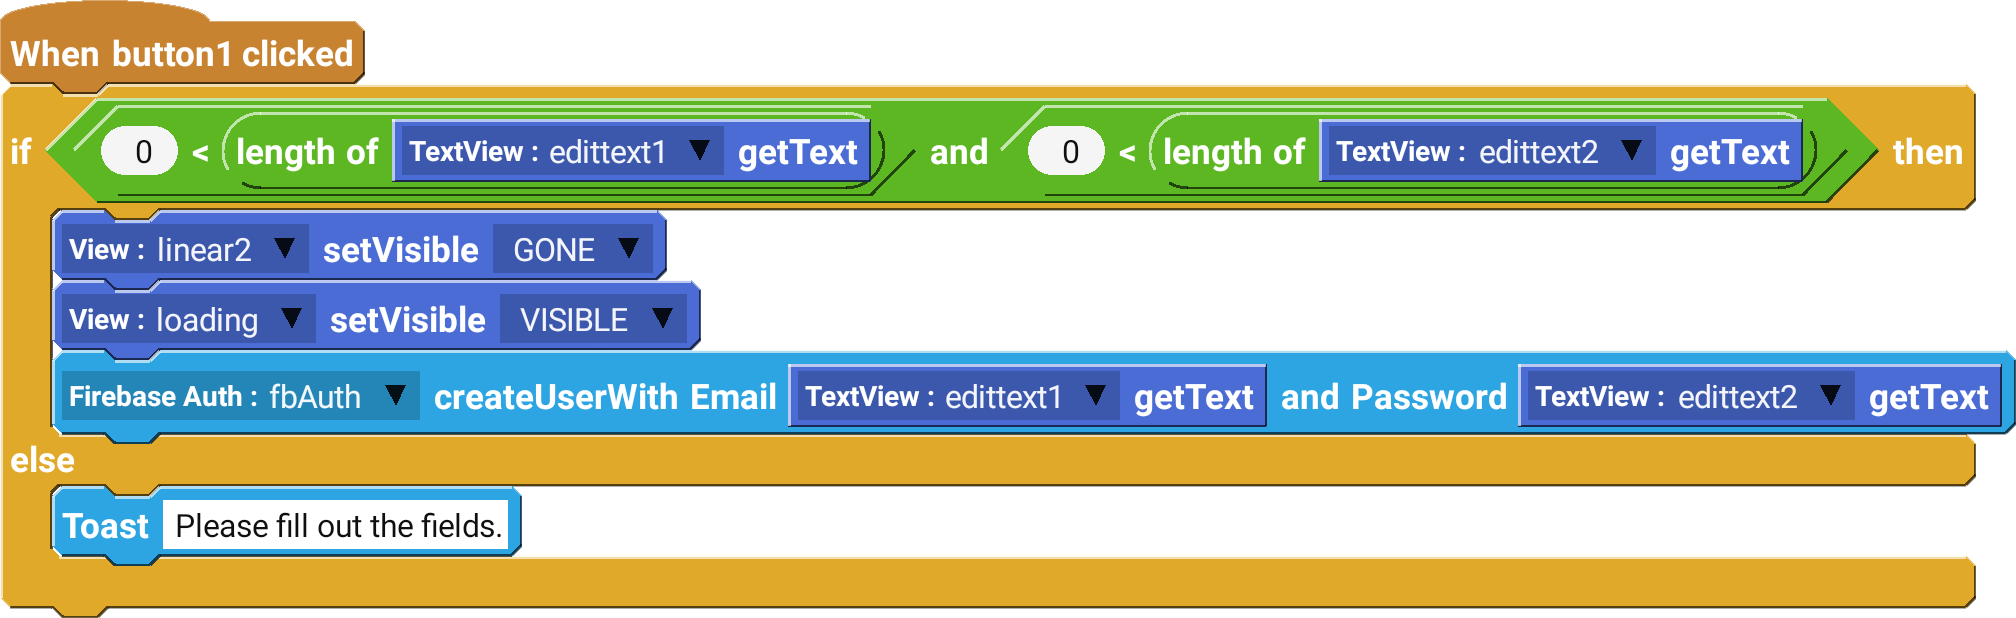 When button1 clicked
if 0 < length of TextView : edittext1 ▼ getText and 0 < length of TextView : edittext2 ▼ getText then
View : linear2 ▼ setVisible GONE ▼
View : loading ▼ setVisible VISIBLE ▼
Firebase Auth : fbAuth ▼ createUserWith Email TextView : edittext1 ▼ getText and Password TextView : edittext2 ▼ getText
else
Toast Please fill out the fields.